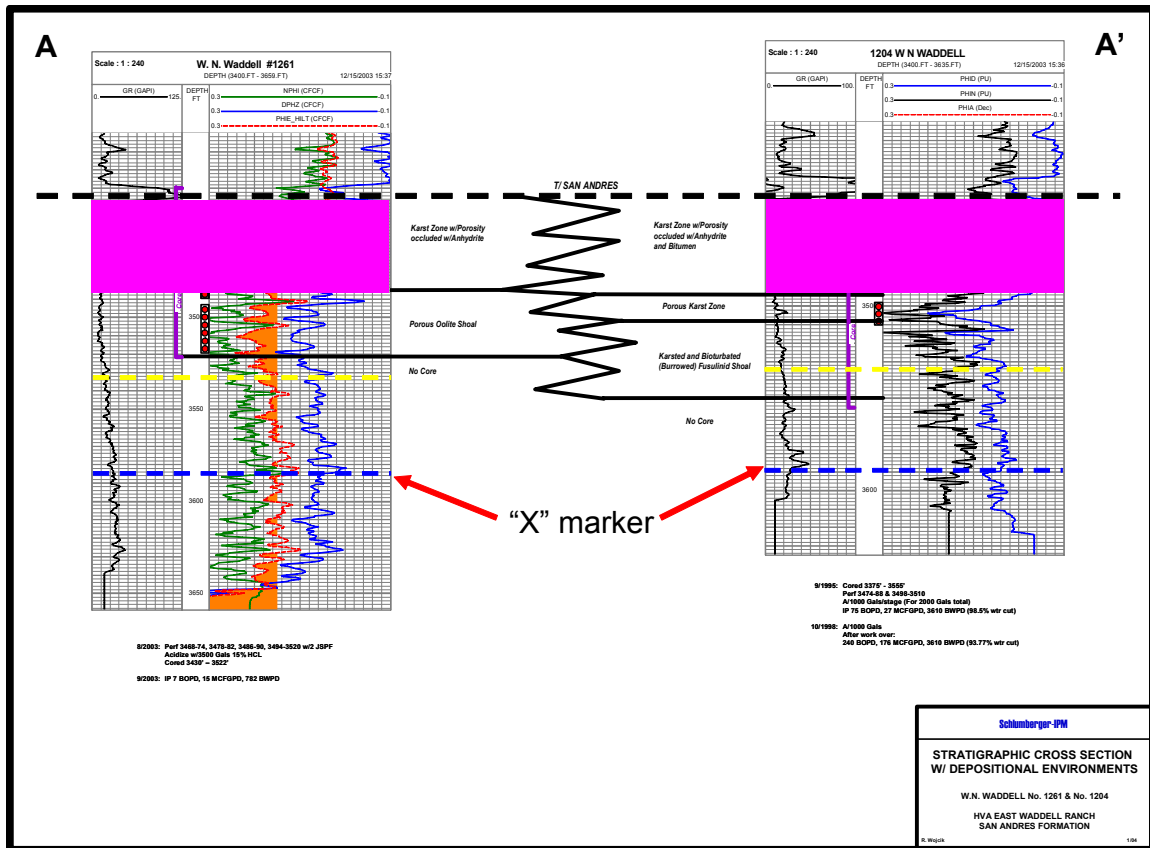 A
A'
Scale : 1 : 240
W. N. Waddell #1261
DEPTH (3400.FT - 3659.FT)
12/15/2003 15:37
GR (GAPI)
0.
125.
DEPTH
FT
NPHI (CFCF)
0.3
-0.1
DPHZ (CFCF)
0.3
-0.1
PHIE_HILT (CFCF)
0.3
-0.1
Scale : 1 : 240
1204 W N WADDELL
DEPTH (3400.FT - 3635.FT)
12/15/2003 15:36
GR (GAPI)
0.
100.
DEPTH
FT
PHID (PU)
0.3
-0.1
PHIN (PU)
0.3
-0.1
PHIA (Dec)
0.3
-0.1
T/ SAN ANDRES
Karst Zone w/Porosity
occluded w/Anhydrite
Karst Zone w/Porosity
occluded w/Anhydrite
and Bitumen
Porous Karst Zone
Porous Oolite Shoal
Karsted and Bioturbated
(Burrowed) Fusulinid Shoal
No Core
No Core
Core
350
3550
3600
3650
Core
350
3600
"X" marker
8/2003: Perf 3468-74, 3478-82, 3486-90, 3494-3520 w/2 JSPF
Acidize w/3500 Gals 15% HCL
Cored 3430' – 3522'
9/2003: IP 7 BOPD, 15 MCFGPD, 782 BWPD
9/1995: Cored 3375' - 3555'
Perf 3474-88 & 3498-3510
A/1000 Gals/stage (For 2000 Gals total)
IP 75 BOPD, 27 MCFGPD, 3610 BWPD (98.5% wtr cut)
10/1998: A/1000 Gals
After work over:
240 BOPD, 176 MCFGPD, 3610 BWPD (93.77% wtr cut)
Schlumberger-IPM
STRATIGRAPHIC CROSS SECTION
W/ DEPOSITIONAL ENVIRONMENTS
W.N. WADDELL No. 1261 & No. 1204
HVA EAST WADDELL RANCH
SAN ANDRES FORMATION
R. Wojcik
1/04